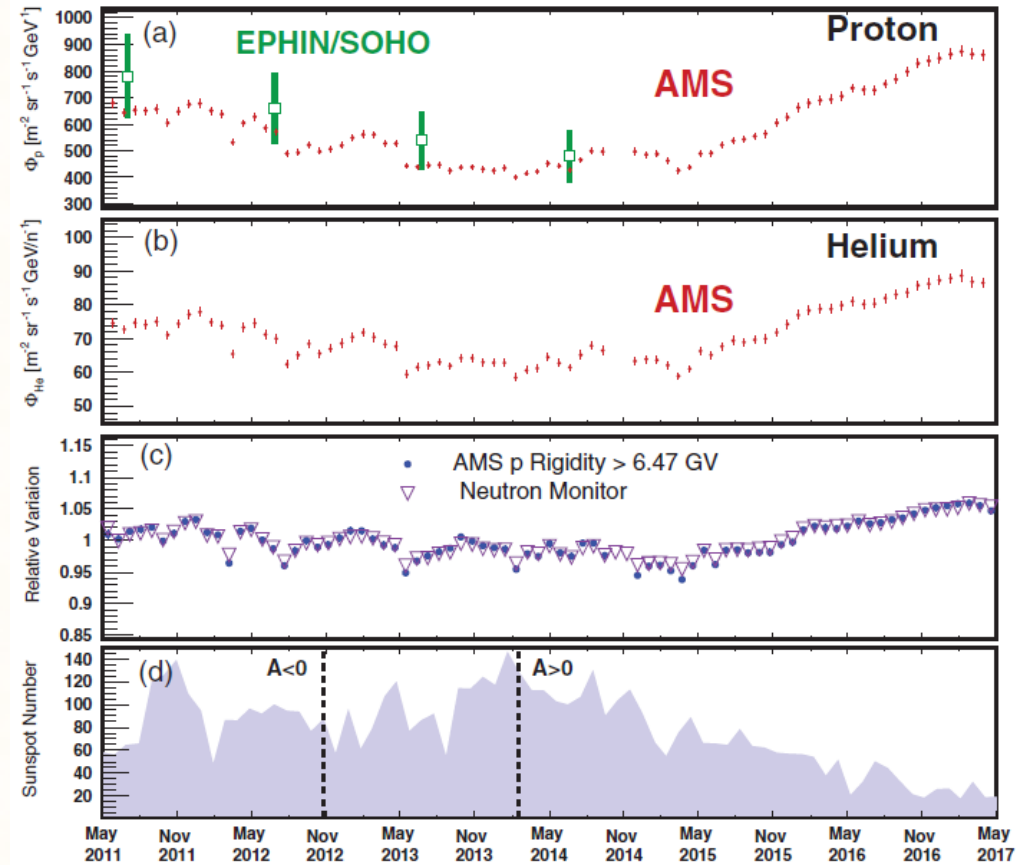 (a)
EPHIN/SOHO
Proton
AMS
Φp [m⁻² sr⁻¹ s⁻¹ GeV⁻¹]
1000
900
800
700
600
500
400
300
(b)
Helium
AMS
ΦHe [m⁻² sr⁻¹ s⁻¹ GeV/n⁻¹]
100
90
80
70
60
50
(c)
AMS p Rigidity > 6.47 GV
Neutron Monitor
Relative Variaion
1.15
1.1
1.05
1
0.95
0.9
0.85
(d)
A<0
A>0
Sunspot Number
140
120
100
80
60
40
20
May Nov May Nov May Nov May Nov May Nov May Nov May
2011 2011 2012 2012 2013 2013 2014 2014 2015 2015 2016 2016 2017